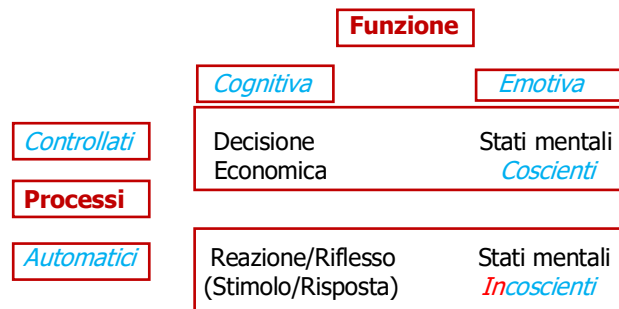 Funzione
Cognitiva Emotiva
Controllati Decisione Stati mentali
Economica Coscienti
Processi
Automatici Reazione/Riflesso Stati mentali
(Stimolo/Risposta) Incoscienti